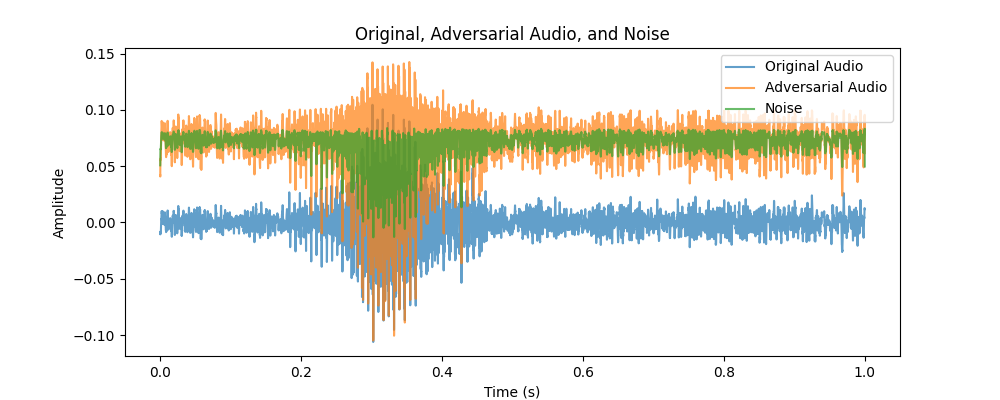 Original, Adversarial Audio, and Noise
0.15
0.10
0.05
0.00
−0.05
−0.10
Amplitude
Original Audio
Adversarial Audio
Noise
0.0 0.2 0.4 0.6 0.8 1.0
Time (s)